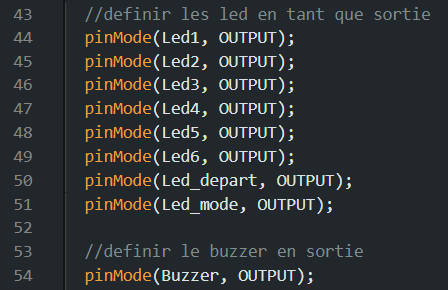 43 //definir les led en tant que sortie
44 pinMode(Led1, OUTPUT);
45 pinMode(Led2, OUTPUT);
46 pinMode(Led3, OUTPUT);
47 pinMode(Led4, OUTPUT);
48 pinMode(Led5, OUTPUT);
49 pinMode(Led6, OUTPUT);
50 pinMode(Led_depart, OUTPUT);
51 pinMode(Led_mode, OUTPUT);
52
53 //definir le buzzer en sortie
54 pinMode(Buzzer, OUTPUT);